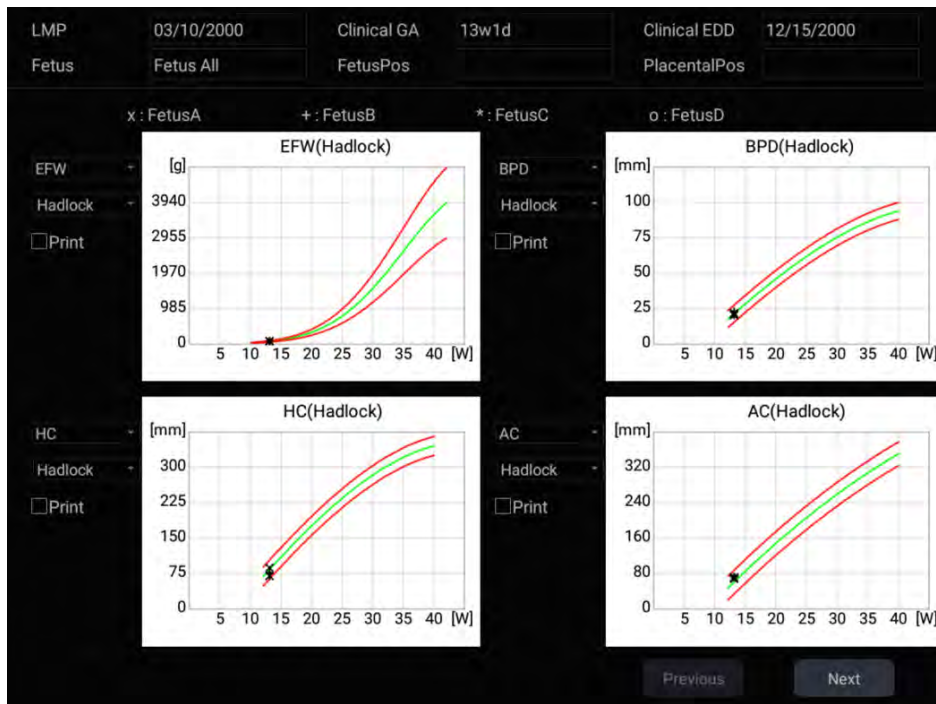 LMP 03/10/2000 Clinical GA 13w1d Clinical EDD 12/15/2000
Fetus Fetus All FetusPos PlacentalPos
x : FetusA + : FetusB * : FetusC o : FetusD
EFW
Hadlock
Print
EFW(Hadlock)
[g]
3940
2955
1970
985
0
5 10 15 20 25 30 35 40 [W]
BPD
Hadlock
Print
BPD(Hadlock)
[mm]
100
75
50
25
0
5 10 15 20 25 30 35 40 [W]
HC
Hadlock
Print
HC(Hadlock)
[mm]
300
225
150
75
0
5 10 15 20 25 30 35 40 [W]
AC
Hadlock
Print
AC(Hadlock)
[mm]
320
240
160
80
0
5 10 15 20 25 30 35 40 [W]
Previous Next